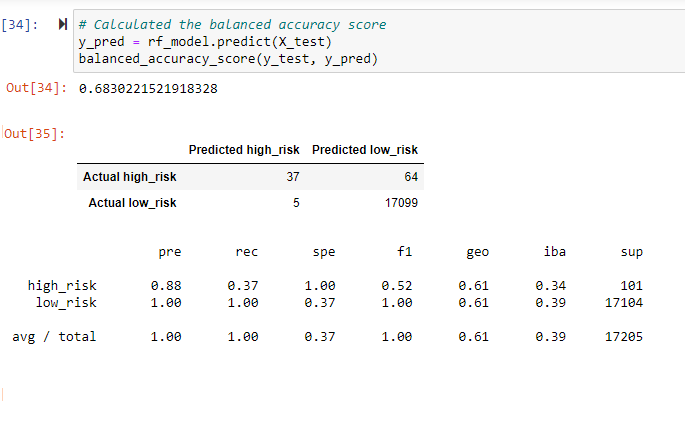 [34]: # Calculated the balanced accuracy score
y_pred = rf_model.predict(X_test)
balanced_accuracy_score(y_test, y_pred)
Out[34]: 0.6830221521918328
Out[35]:
Predicted high_risk Predicted low_risk
Actual high_risk 37 64
Actual low_risk 5 17099
pre rec spe f1 geo iba sup
high_risk 0.88 0.37 1.00 0.52 0.61 0.34 101
low_risk 1.00 1.00 0.37 1.00 0.61 0.39 17104
avg / total 1.00 1.00 0.37 1.00 0.61 0.39 17205